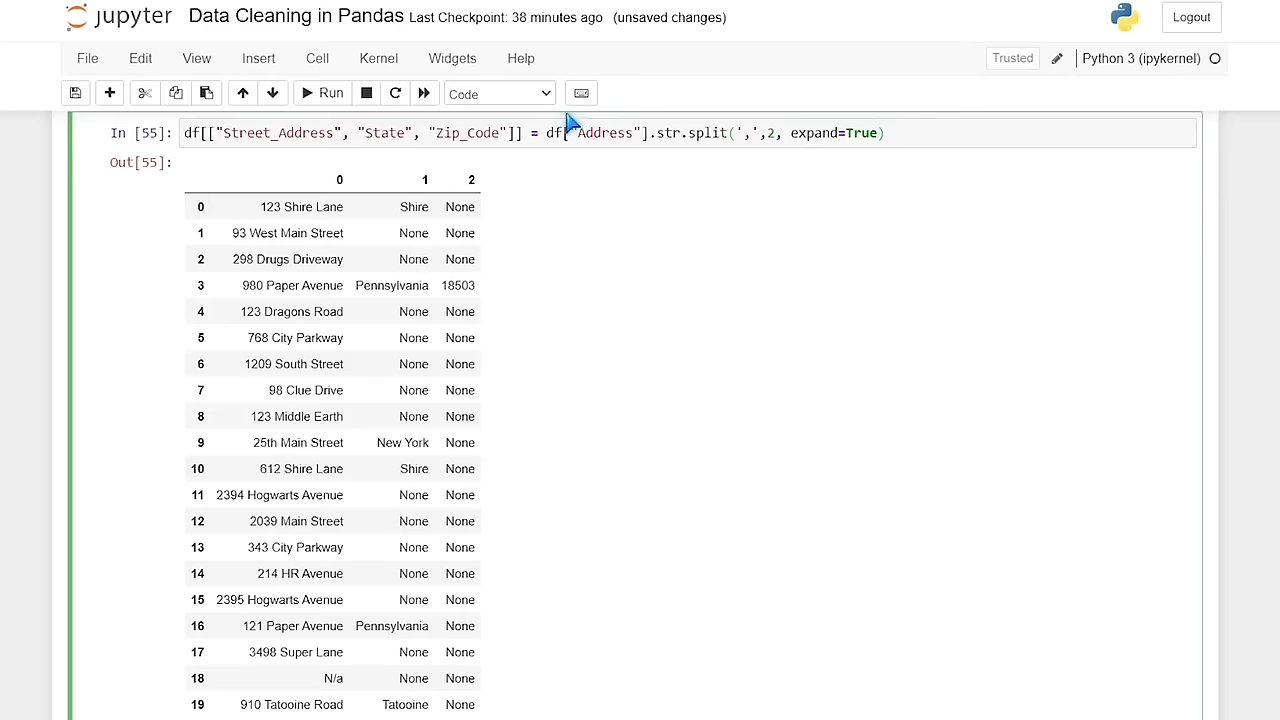 jupyter Data Cleaning in Pandas Last Checkpoint: 38 minutes ago (unsaved changes) Logout
File Edit View Insert Cell Kernel Widgets Help Trusted Python 3 (ipykernel)
Run Code
In [55]: df[["Street_Address", "State", "Zip_Code"]] = df["Address"].str.split(',',2, expand=True)
Out[55]:
0 1 2
0 123 Shire Lane Shire None
1 93 West Main Street None None
2 298 Drugs Driveway None None
3 980 Paper Avenue Pennsylvania 18503
4 123 Dragons Road None None
5 768 City Parkway None None
6 1209 South Street None None
7 98 Clue Drive None None
8 123 Middle Earth None None
9 25th Main Street New York None
10 612 Shire Lane Shire None
11 2394 Hogwarts Avenue None None
12 2039 Main Street None None
13 343 City Parkway None None
14 214 HR Avenue None None
15 2395 Hogwarts Avenue None None
16 121 Paper Avenue Pennsylvania None
17 3498 Super Lane None None
18 N/a None None
19 910 Tatooine Road Tatooine None